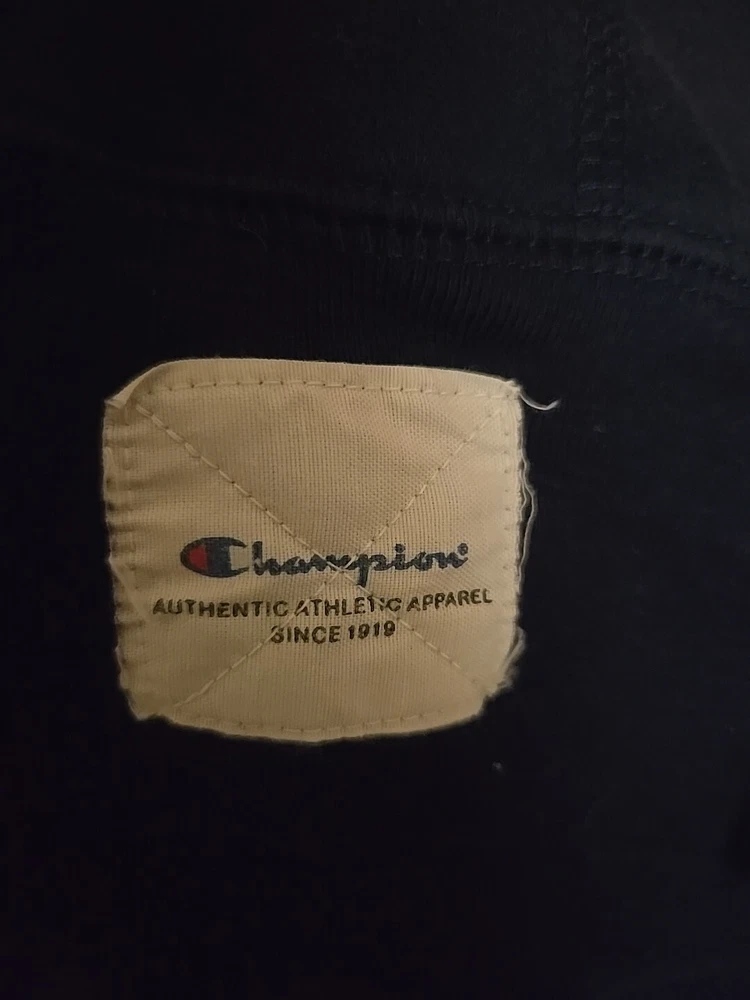 Champion
AUTHENTIC ATHLETIC APPAREL
SINCE 1919